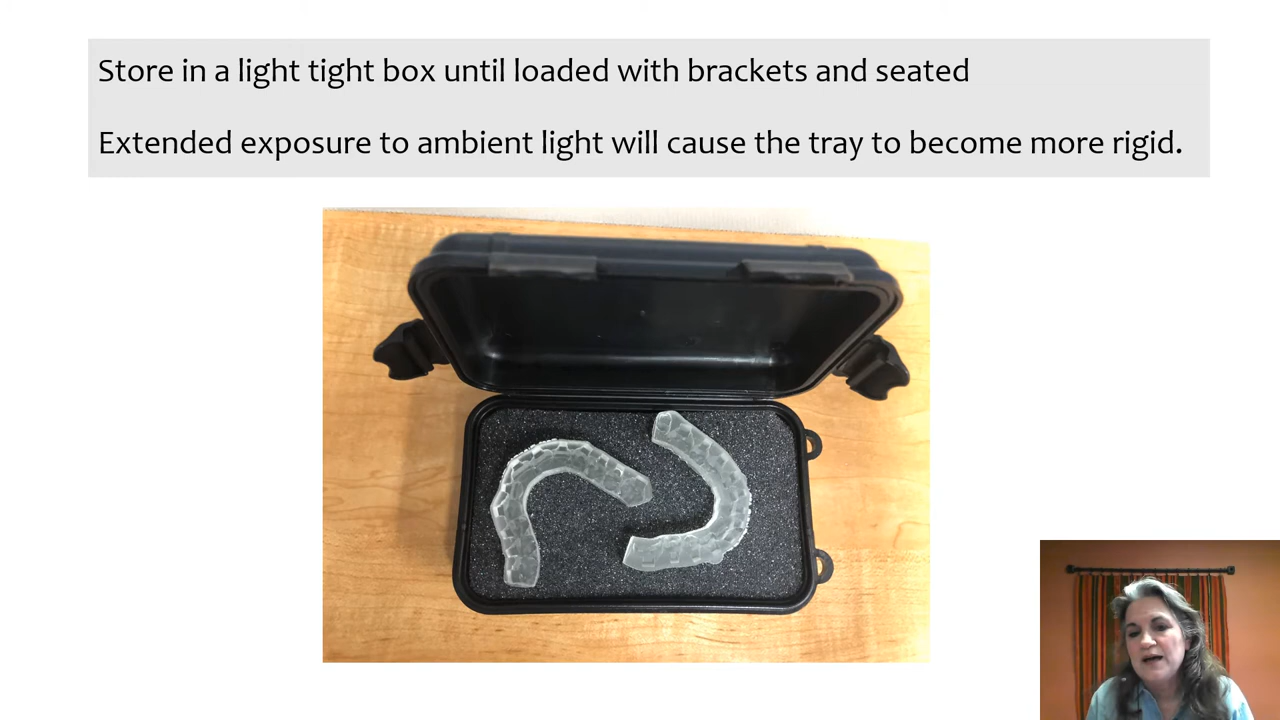 Store in a light tight box until loaded with brackets and seated
Extended exposure to ambient light will cause the tray to become more rigid.